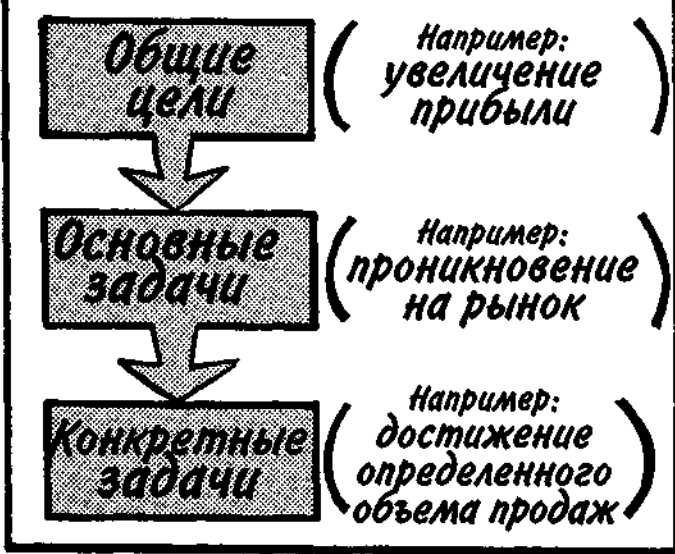 Общие
цели
(Например:
увеличение
прибыли)
Основные
задачи
(Например:
проникновение
на рынок)
Конкретные
задачи
(Например:
достижение
определенного
объема продаж)